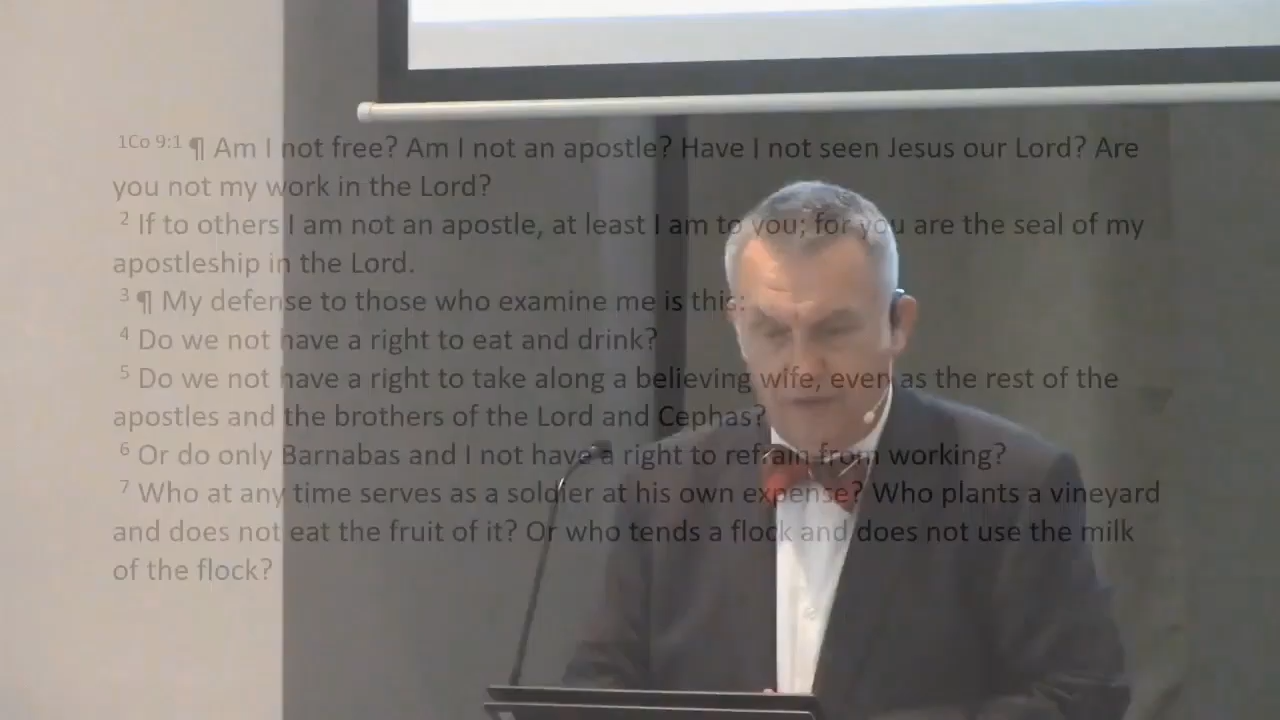 1Co 9:1 ¶ Am I not free? Am I not an apostle? Have I not seen Jesus our Lord? Are
you not my work in the Lord?
2 If to others I am not an apostle, at least I am to you; for you are the seal of my
apostleship in the Lord.
3 ¶ My defense to those who examine me is this:
4 Do we not have a right to eat and drink?
5 Do we not have a right to take along a believing wife, even as the rest of the
apostles and the brothers of the Lord and Cephas?
6 Or do only Barnabas and I not have a right to refrain from working?
7 Who at any time serves as a soldier at his own expense? Who plants a vineyard
and does not eat the fruit of it? Or who tends a flock and does not use the milk
of the flock?